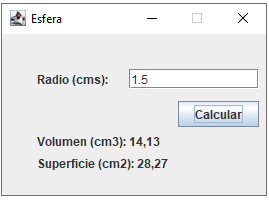 Esfera
Radio (cms): 1.5
Calcular
Volumen (cm3): 14,13
Superficie (cm2): 28,27